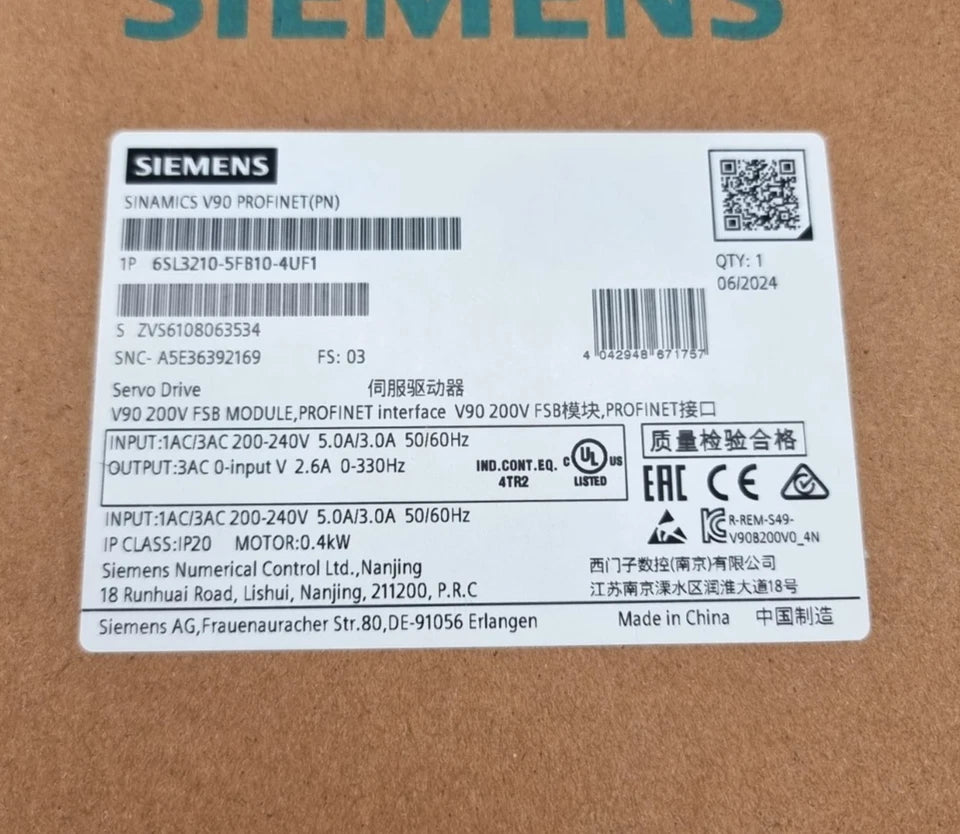 SIEMENS
SIEMENS
SINAMICS V90 PROFINET(PN)
1P 6SL3210-5FB10-4UF1
QTY: 1
06/2024
S ZVS6108063534
SNC- A5E36392169 FS: 03
4 042948 671757
Servo Drive 伺服驱动器
V90 200V FSB MODULE,PROFINET interface V90 200V FSB模块,PROFINET接口
INPUT:1AC/3AC 200-240V 5.0A/3.0A 50/60Hz
OUTPUT:3AC 0-input V 2.6A 0-330Hz
IND.CONT.EQ.
4TR2
C UL US
LISTED
质量检验合格
EAC CE
INPUT:1AC/3AC 200-240V 5.0A/3.0A 50/60Hz
IP CLASS:IP20 MOTOR:0.4kW
R-REM-S49-
V90B200V0_4N
Siemens Numerical Control Ltd.,Nanjing
18 Runhuai Road, Lishui, Nanjing, 211200, P.R.C
西门子数控(南京)有限公司
江苏南京溧水区润淮大道18号
Siemens AG,Frauenauracher Str.80,DE-91056 Erlangen
Made in China 中国制造